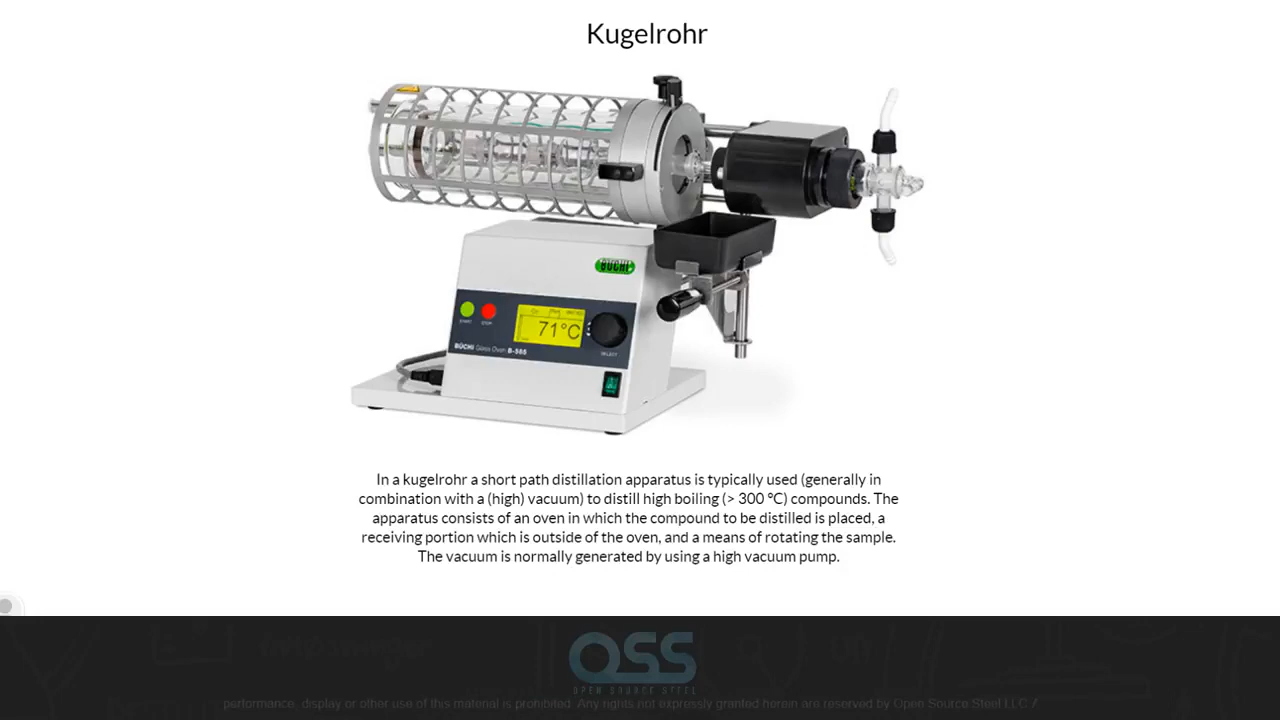 Kugelrohr
BÜCHI
START
STOP
71°C
SELECT
BÜCHI Glass Oven B-585
In a kugelrohr a short path distillation apparatus is typically used (generally in
combination with a (high) vacuum) to distill high boiling (> 300 °C) compounds. The
apparatus consists of an oven in which the compound to be distilled is placed, a
receiving portion which is outside of the oven, and a means of rotating the sample.
The vacuum is normally generated by using a high vacuum pump.
OSS
OPEN SOURCE STEEL
performance, display or other use of this material is prohibited. Any rights not expressly granted herein are reserved by Open Source Steel LLC /